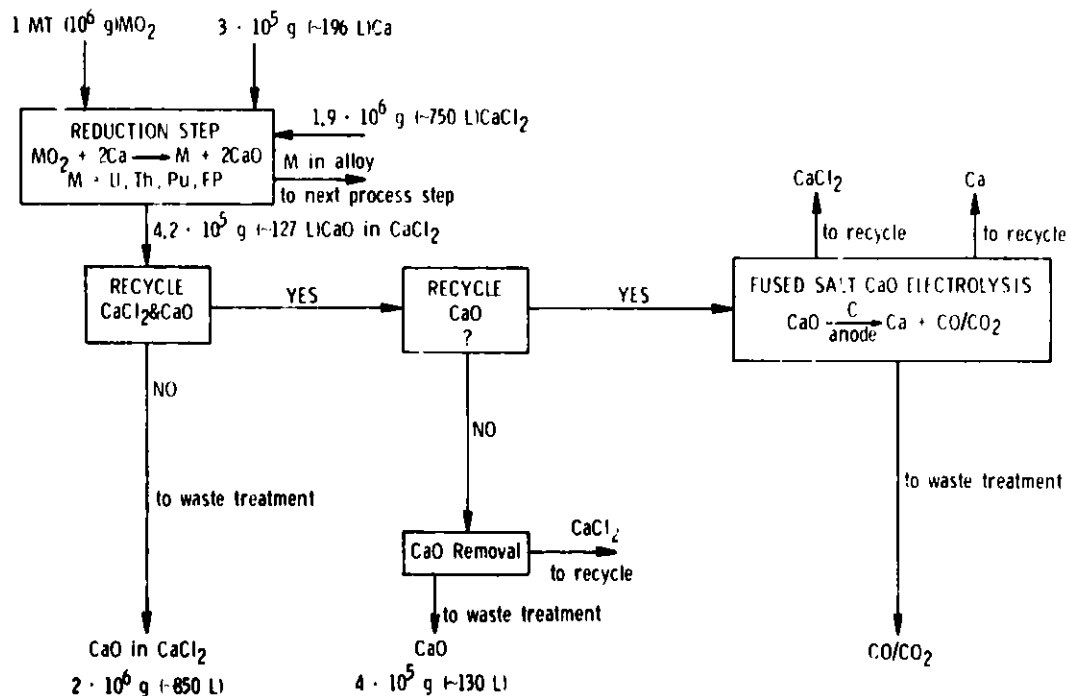 1 MT (10⁶ g)MO₂
3 · 10⁵ g (~196 L)Ca
1.9 · 10⁶ g (~750 L)CaCl₂
REDUCTION STEP
MO₂ + 2Ca → M + 2CaO
M · U, Th, Pu, FP
M in alloy
to next process step
4.2 · 10⁵ g (~127 L)CaO in CaCl₂
RECYCLE
CaCl₂&CaO
YES
RECYCLE
CaO
?
YES
CaCl₂
to recycle
Ca
to recycle
FUSED SALT CaO ELECTROLYSIS
CaO C/anode → Ca + CO/CO₂
NO
to waste treatment
CaO in CaCl₂
2 · 10⁶ g (~850 L)
NO
CaO Removal
CaCl₂
to recycle
to waste treatment
CaO
4 · 10⁵ g (~130 L)
to waste treatment
CO/CO₂